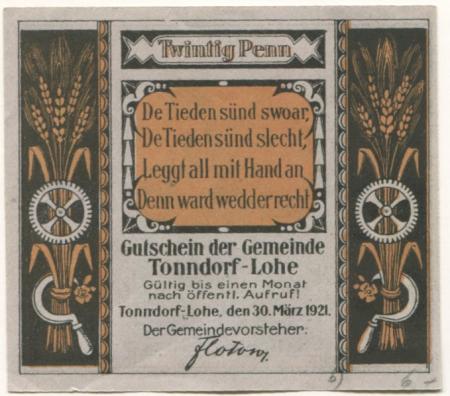 Twintig Penn
De Tieden sünd swoar,
De Tieden sünd slecht,
Leggt all mit Hand an
Denn ward wedder recht
Gutschein der Gemeinde
Tonndorf-Lohe
Gültig bis einen Monat
nach öffentl. Aufruf!
Tonndorf-Lohe, den 30. März 1921.
Der Gemeindevorsteher:
Flotow,
b) 6 –